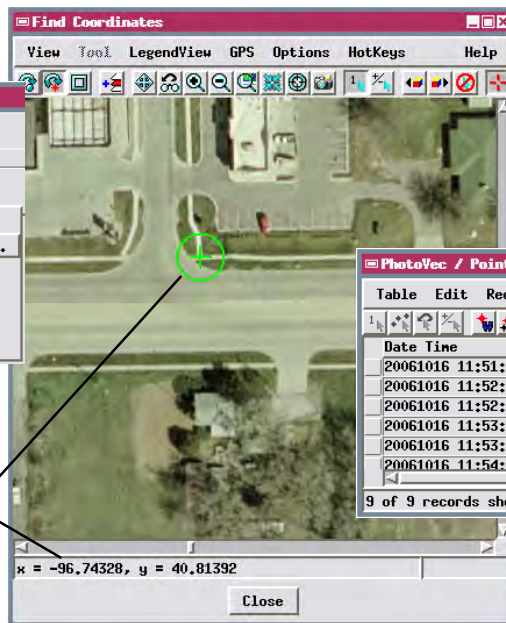 Find Coordinates
View Tool LegendView GPS Options HotKeys Help
PhotoVec / Point
Table Edit Rec
Date Time
20061016 11:51:
20061016 11:52:
20061016 11:52:
20061016 11:53:
20061016 11:53:
20061016 11:54:
9 of 9 records sho
x = -96.74328, y = 40.81392
Close